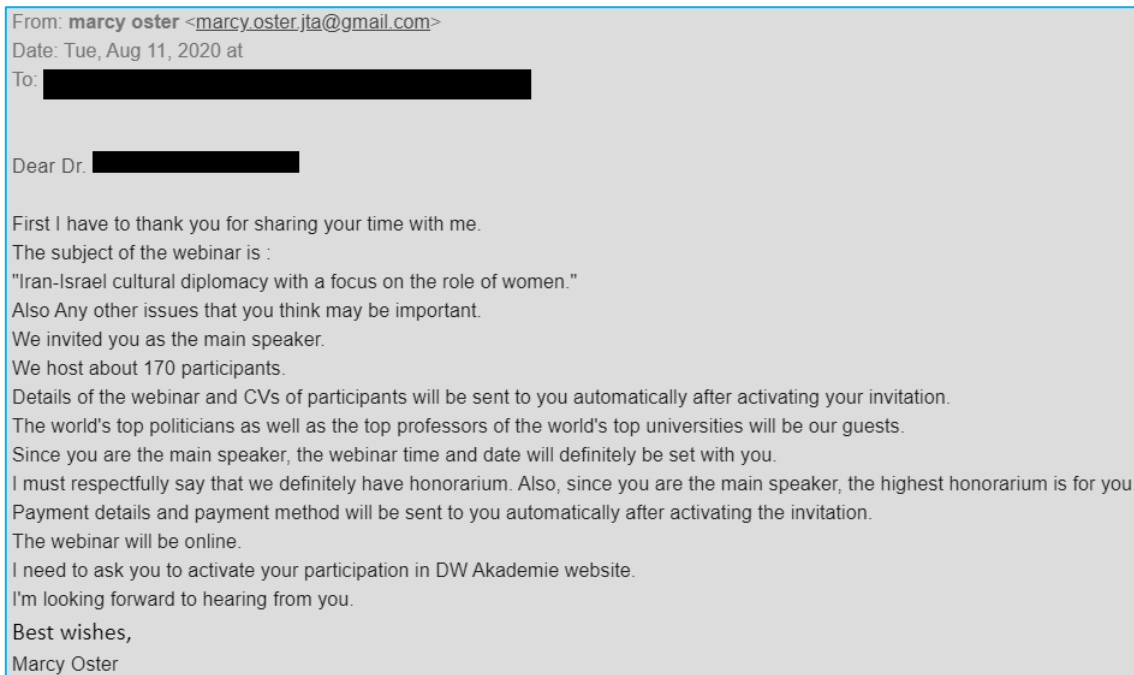 From: marcy oster <marcy.oster.jta@gmail.com>
Date: Tue, Aug 11, 2020 at
To:
Dear Dr.
First I have to thank you for sharing your time with me.
The subject of the webinar is :
"Iran-Israel cultural diplomacy with a focus on the role of women."
Also Any other issues that you think may be important.
We invited you as the main speaker.
We host about 170 participants.
Details of the webinar and CVs of participants will be sent to you automatically after activating your invitation.
The world's top politicians as well as the top professors of the world's top universities will be our guests.
Since you are the main speaker, the webinar time and date will definitely be set with you.
I must respectfully say that we definitely have honorarium. Also, since you are the main speaker, the highest honorarium is for you
Payment details and payment method will be sent to you automatically after activating the invitation.
The webinar will be online.
I need to ask you to activate your participation in DW Akademie website.
I'm looking forward to hearing from you.
Best wishes,
Marcy Oster